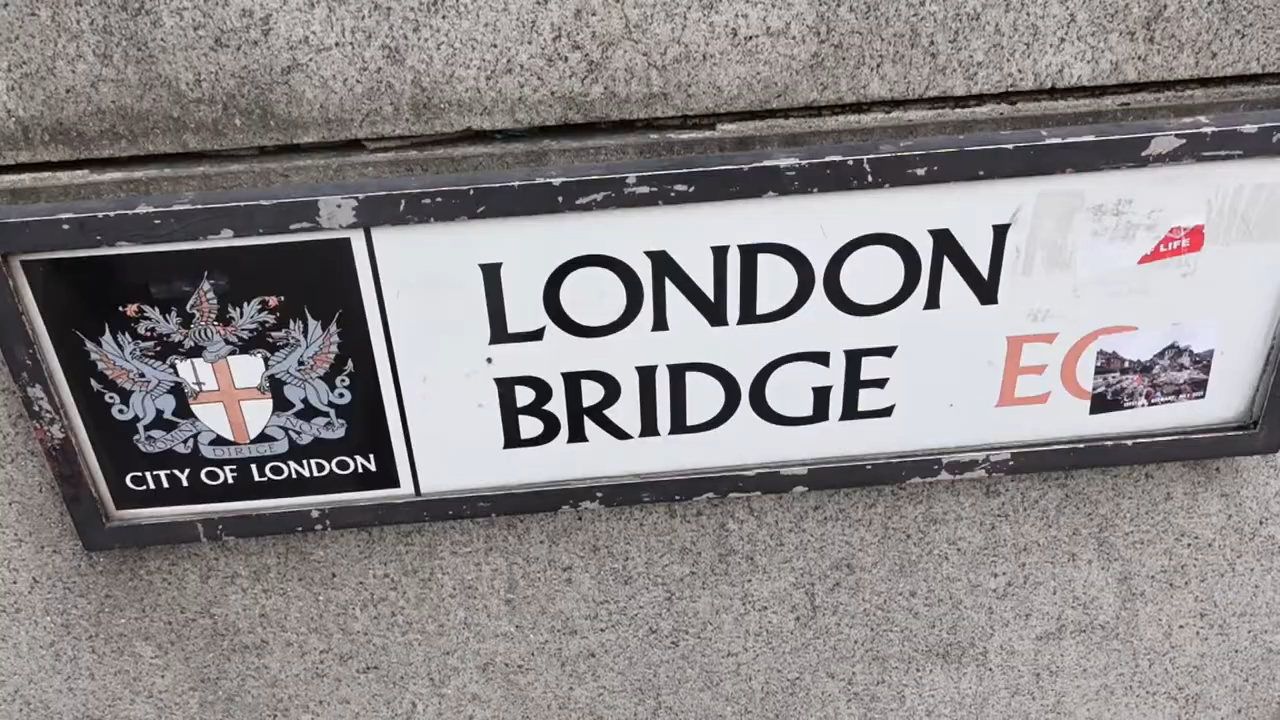 LONDON
BRIDGE
EC
LIFE
DOMINE DIRIGE NOS
CITY OF LONDON